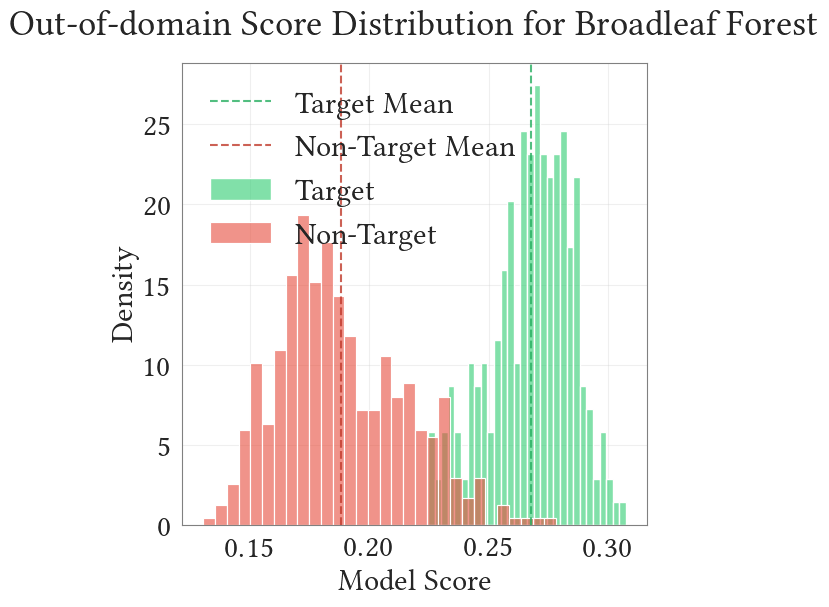 Out-of-domain Score Distribution for Broadleaf Forest
Target Mean
Non-Target Mean
Target
Non-Target
Density
25
20
15
10
5
0
0.15 0.20 0.25 0.30
Model Score